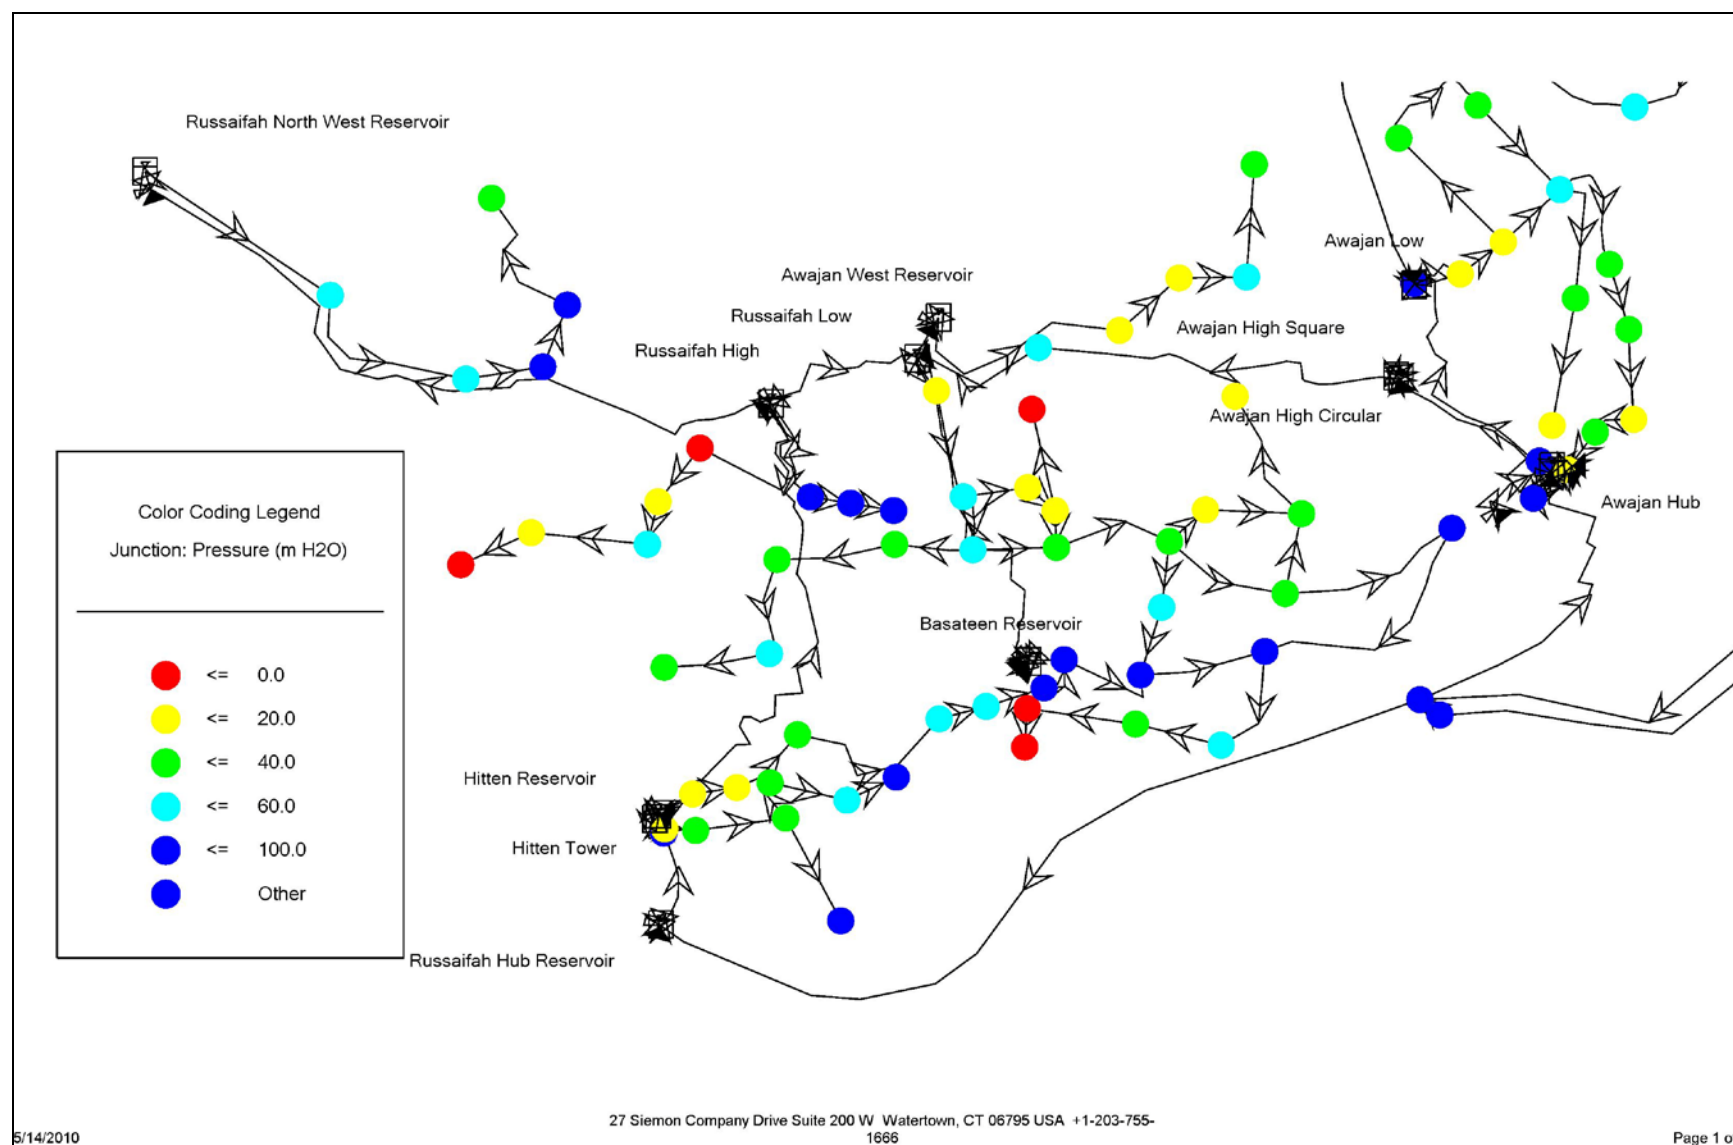 Russaifah North West Reservoir
Awajan Low
Awajan West Reservoir
Russaifah Low
Awajan High Square
Russaifah High
Awajan High Circular
Awajan Hub
Color Coding Legend
Junction: Pressure (m H2O)
<= 0.0
<= 20.0
<= 40.0
<= 60.0
<= 100.0
Other
Basateen Reservoir
Hitten Reservoir
Hitten Tower
Russaifah Hub Reservoir
27 Siemon Company Drive Suite 200 W Watertown, CT 06795 USA +1-203-755-
1666
5/14/2010
Page 1 o